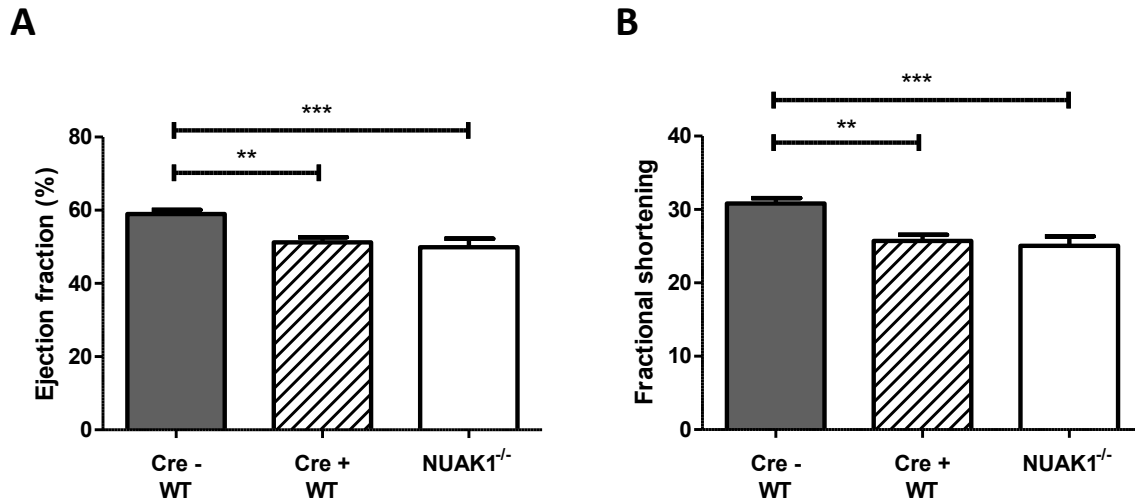 A
***
**
80
60
40
20
0
Ejection fraction (%)
Cre -
WT
Cre +
WT
NUAK1-/-
B
***
**
40
30
20
10
0
Fractional shortening
Cre -
WT
Cre +
WT
NUAK1-/-